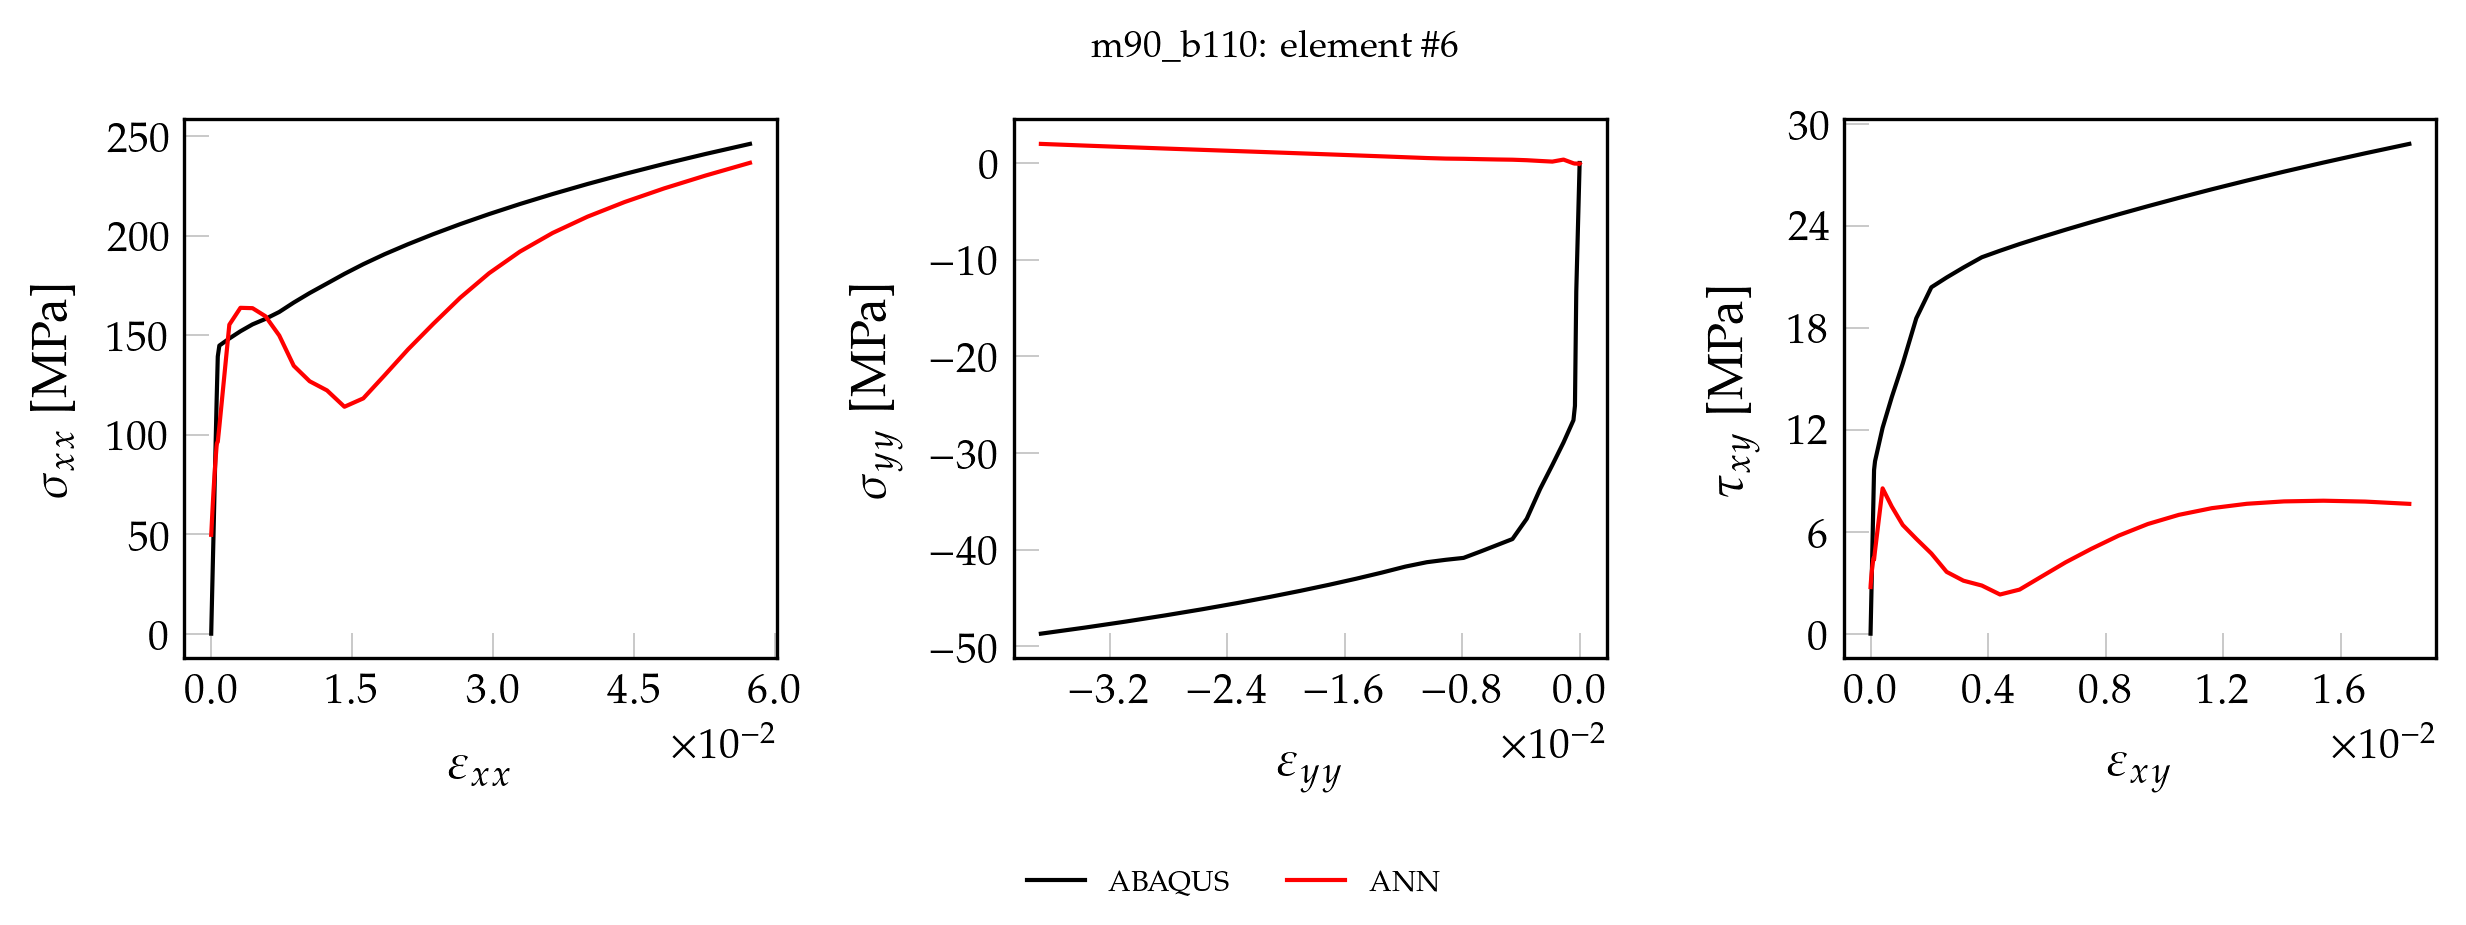 m90_b110: element #6
σxx [MPa]
250
200
150
100
50
0
0.0 1.5 3.0 4.5 6.0
×10−2
εxx
σyy [MPa]
0
−10
−20
−30
−40
−50
−3.2 −2.4 −1.6 −0.8 0.0
×10−2
εyy
τxy [MPa]
30
24
18
12
6
0
0.0 0.4 0.8 1.2 1.6
×10−2
εxy
ABAQUS ANN